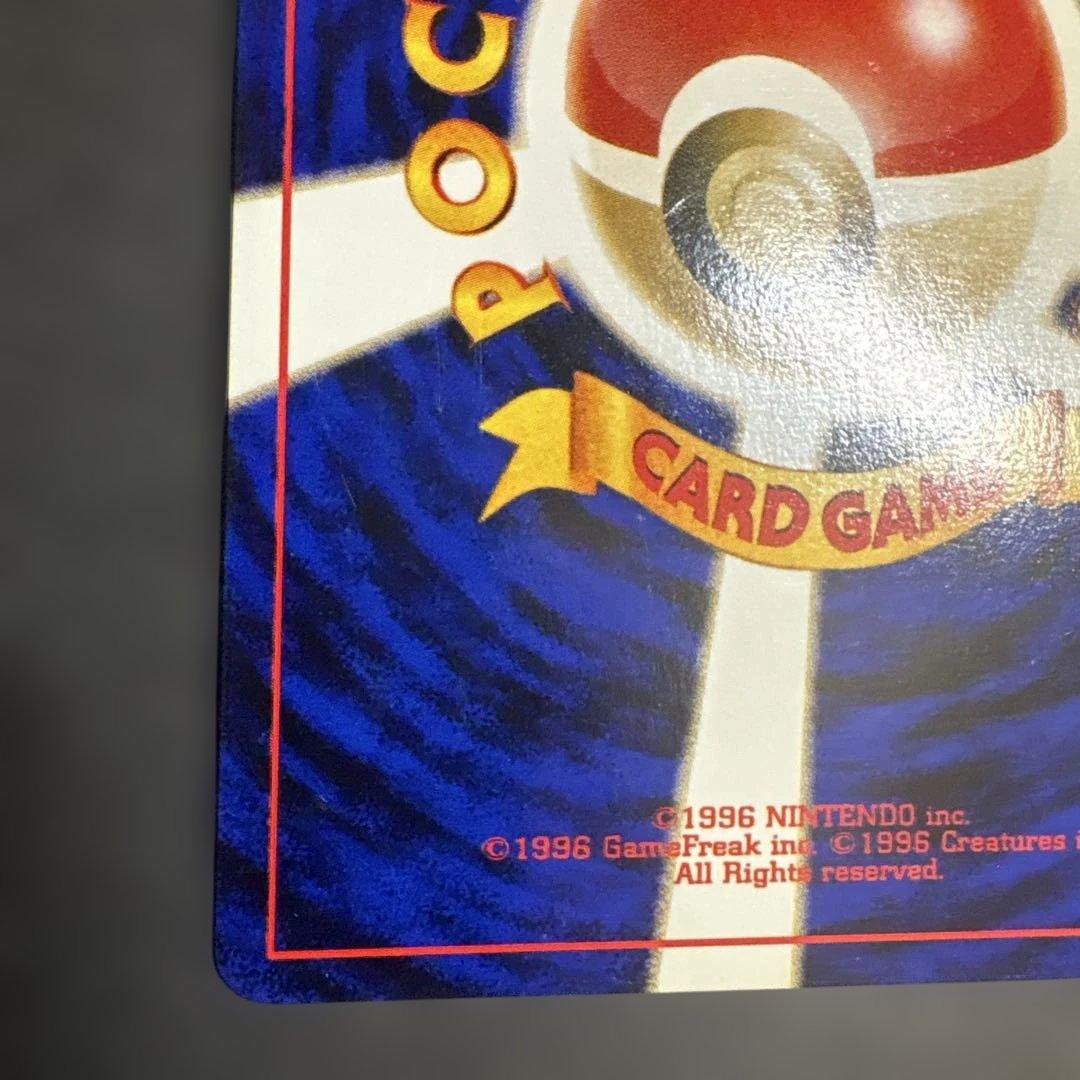 POC
CARD GAM
©1996 NINTENDO inc.
©1996 GameFreak inc. ©1996 Creatures
All Rights reserved.